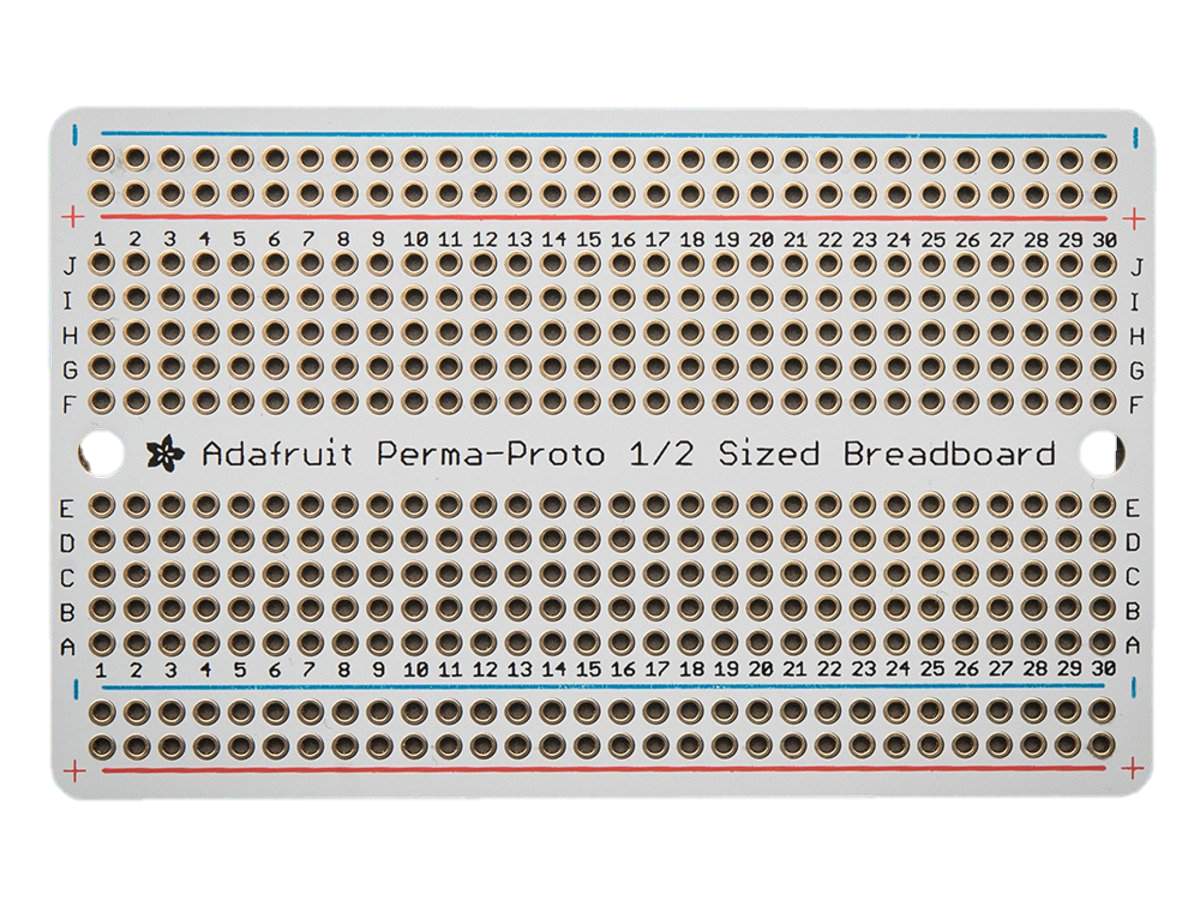 1 2 3 4 5 6 7 8 9 10 11 12 13 14 15 16 17 18 19 20 21 22 23 24 25 26 27 28 29 30
J J
I I
H H
G G
F F
Adafruit Perma-Proto 1/2 Sized Breadboard
E E
D D
C C
B B
A A
1 2 3 4 5 6 7 8 9 10 11 12 13 14 15 16 17 18 19 20 21 22 23 24 25 26 27 28 29 30